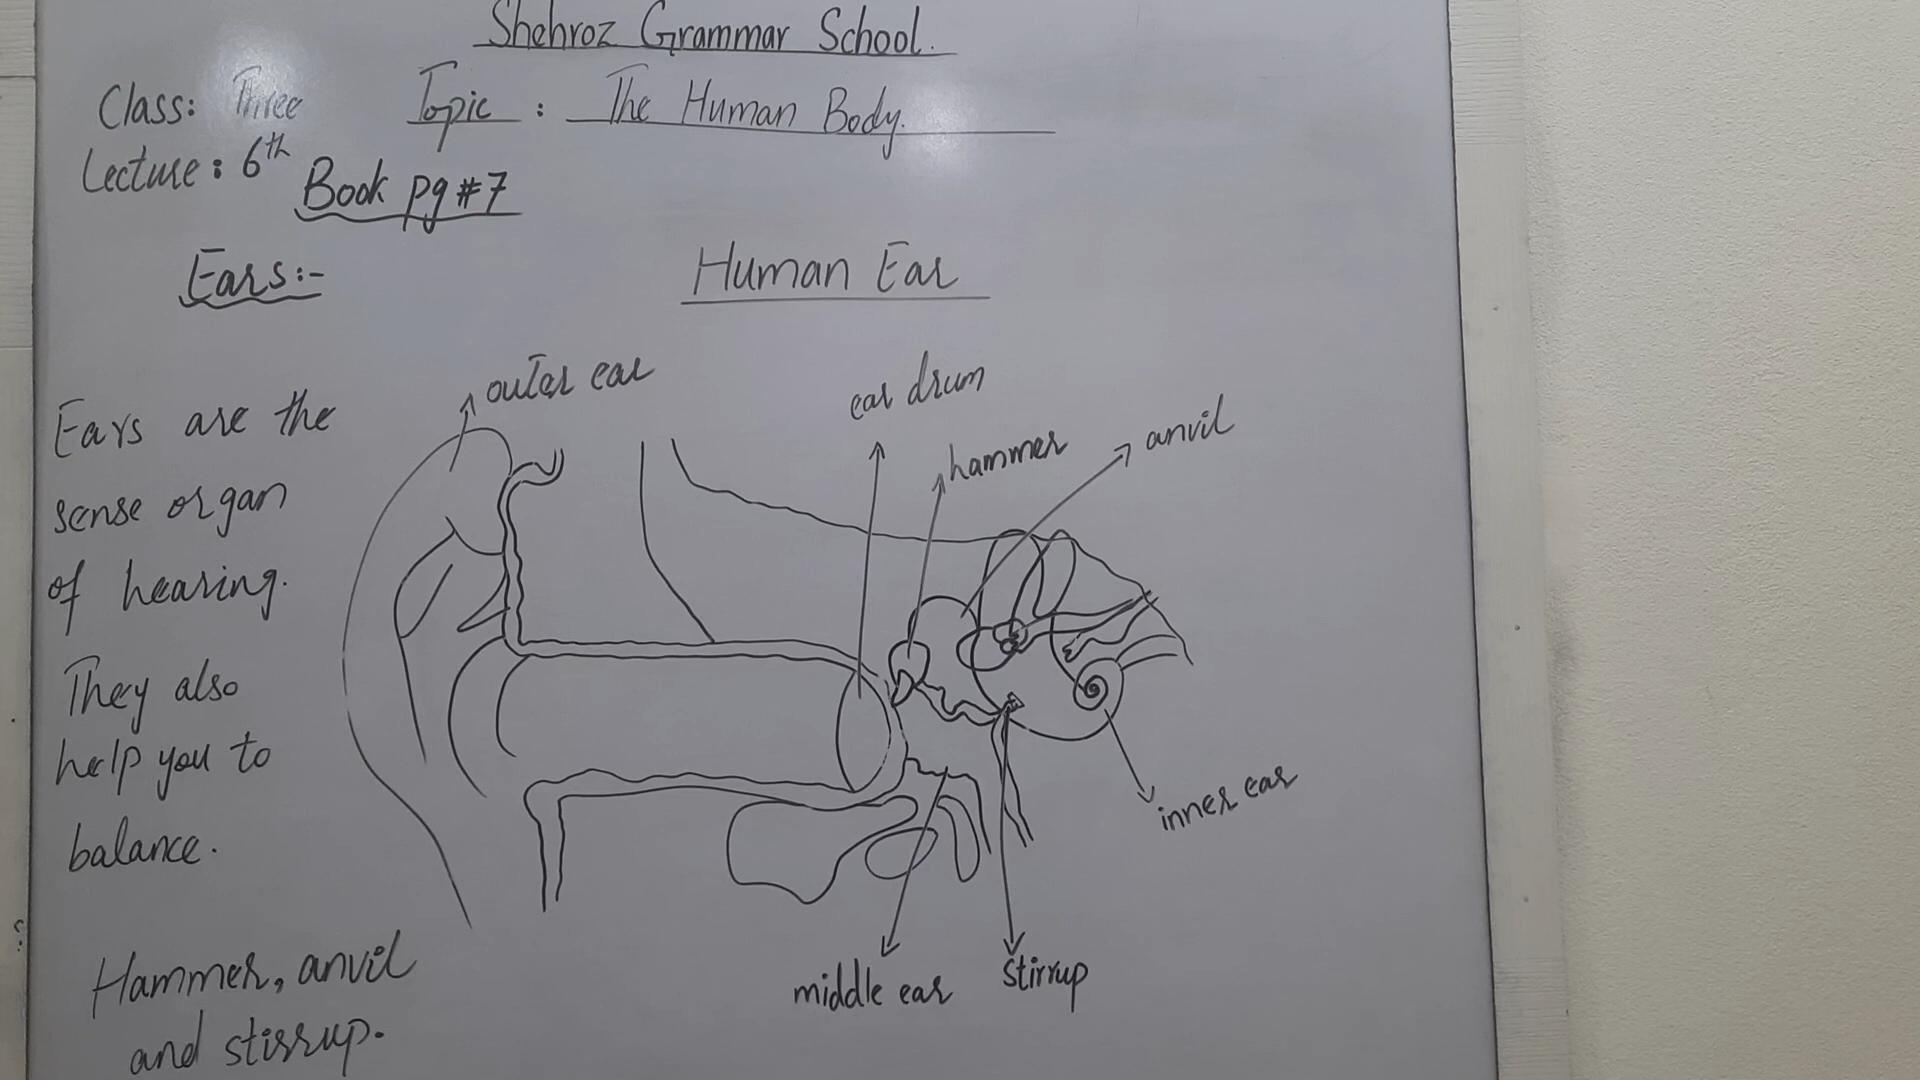 Shehroz Grammar School.
Class: Three Topic : The Human Body.
Lecture: 6th
Book pg #7
Ears:-
Human Ear
outer ear
ear drum
hammer
anvil
Ears are the
sense organ
of hearing.
They also
help you to
balance.
inner ear
middle ear
stirrup
Hammer, anvil
and stirrup.